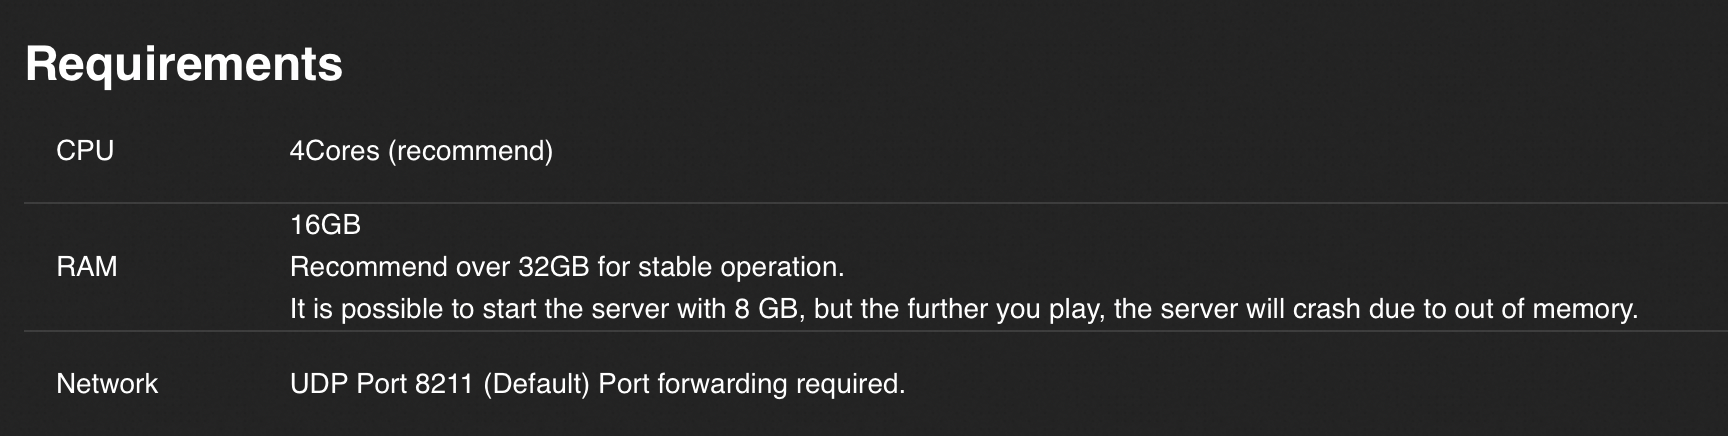 Requirements
CPU 4Cores (recommend)
16GB
RAM Recommend over 32GB for stable operation.
It is possible to start the server with 8 GB, but the further you play, the server will crash due to out of memory.
Network UDP Port 8211 (Default) Port forwarding required.